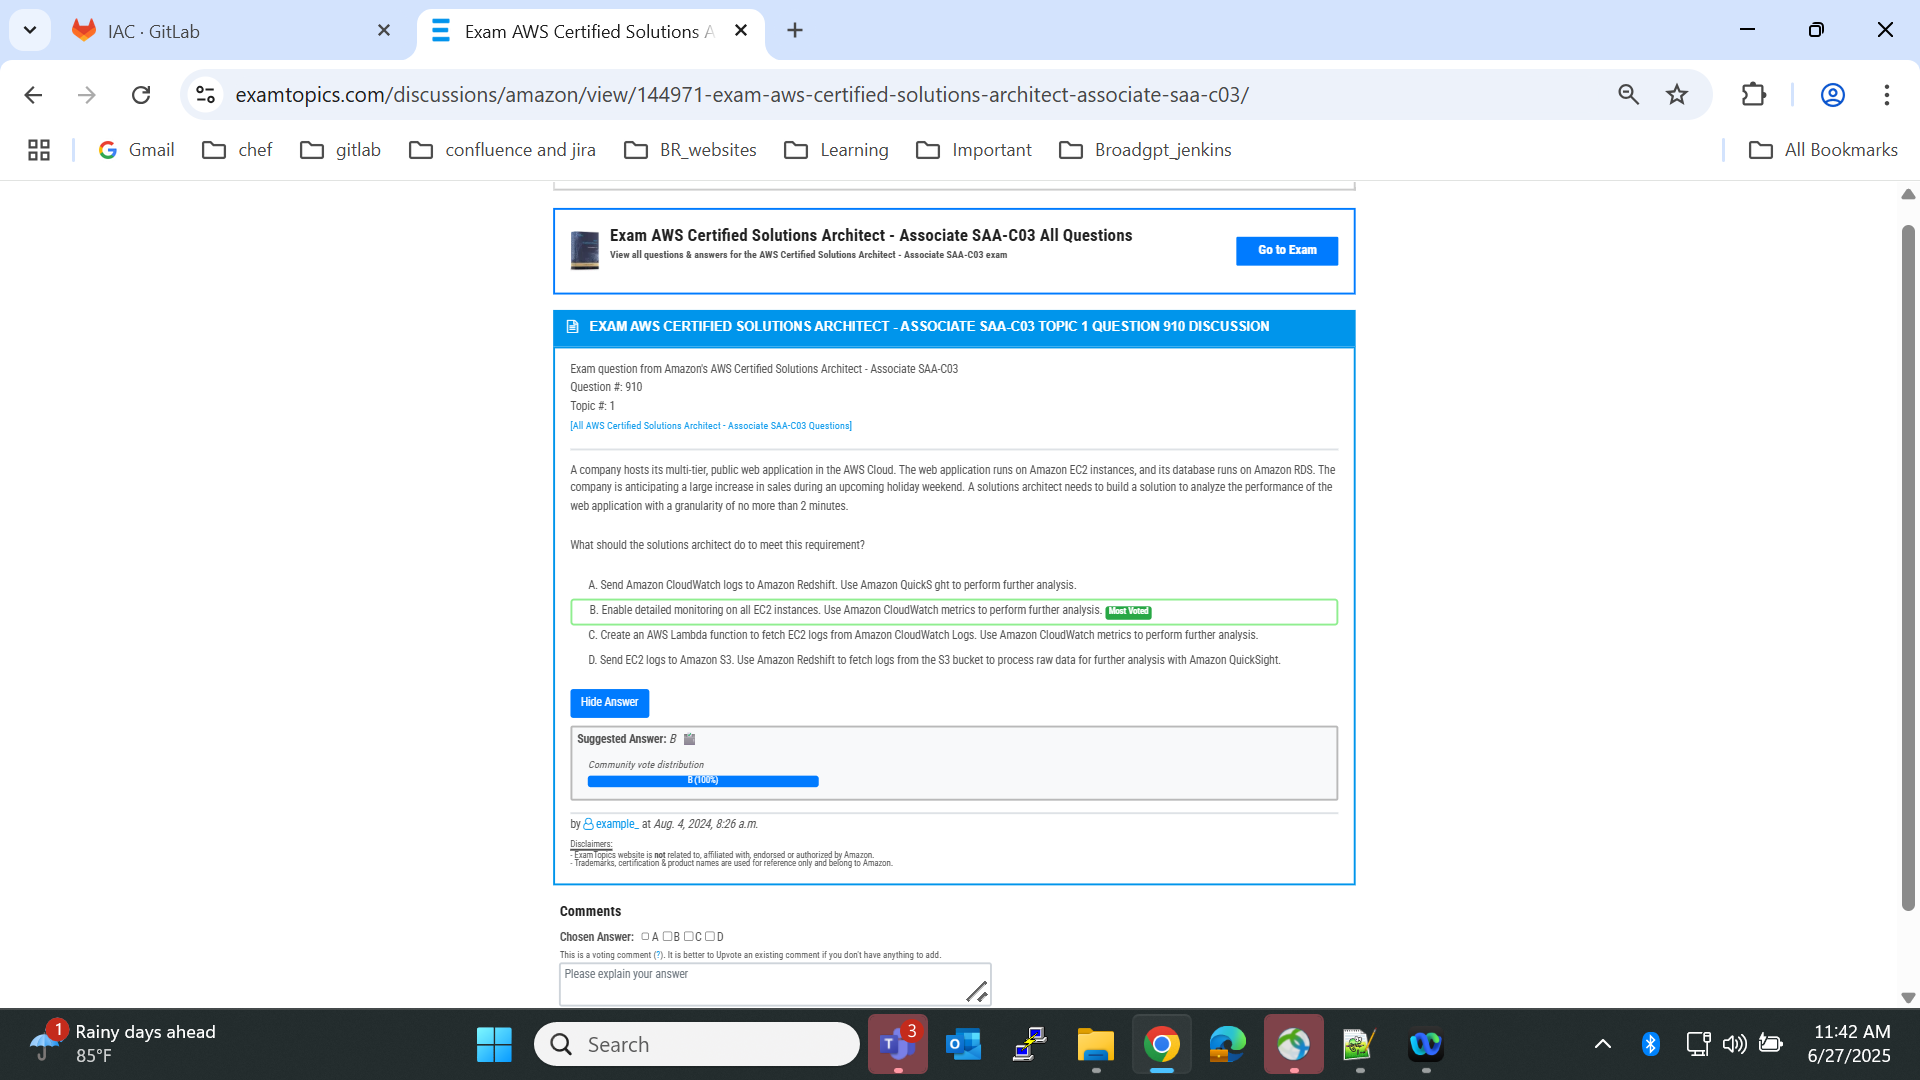 IAC · GitLab
Exam AWS Certified Solutions A
examtopics.com/discussions/amazon/view/144971-exam-aws-certified-solutions-architect-associate-saa-c03/
Gmail chef gitlab confluence and jira BR_websites Learning Important Broadgpt_jenkins All Bookmarks
Exam AWS Certified Solutions Architect - Associate SAA-C03 All Questions
View all questions & answers for the AWS Certified Solutions Architect - Associate SAA-C03 exam
Go to Exam
EXAM AWS CERTIFIED SOLUTIONS ARCHITECT - ASSOCIATE SAA-C03 TOPIC 1 QUESTION 910 DISCUSSION
Exam question from Amazon's AWS Certified Solutions Architect - Associate SAA-C03
Question #: 910
Topic #: 1
[All AWS Certified Solutions Architect - Associate SAA-C03 Questions]
A company hosts its multi-tier, public web application in the AWS Cloud. The web application runs on Amazon EC2 instances, and its database runs on Amazon RDS. The
company is anticipating a large increase in sales during an upcoming holiday weekend. A solutions architect needs to build a solution to analyze the performance of the
web application with a granularity of no more than 2 minutes.
What should the solutions architect do to meet this requirement?
A. Send Amazon CloudWatch logs to Amazon Redshift. Use Amazon QuickS ght to perform further analysis.
B. Enable detailed monitoring on all EC2 instances. Use Amazon CloudWatch metrics to perform further analysis. Most Voted
C. Create an AWS Lambda function to fetch EC2 logs from Amazon CloudWatch Logs. Use Amazon CloudWatch metrics to perform further analysis.
D. Send EC2 logs to Amazon S3. Use Amazon Redshift to fetch logs from the S3 bucket to process raw data for further analysis with Amazon QuickSight.
Hide Answer
Suggested Answer: B
Community vote distribution
B (100%)
by example_ at Aug. 4, 2024, 8:26 a.m.
Disclaimers:
- ExamTopics website is not related to, affiliated with, endorsed or authorized by Amazon.
- Trademarks, certification & product names are used for reference only and belong to Amazon.
Comments
Chosen Answer: A B C D
This is a voting comment (?). It is better to Upvote an existing comment if you don't have anything to add.
Please explain your answer
1 Rainy days ahead
85°F
Search
3
11:42 AM
6/27/2025